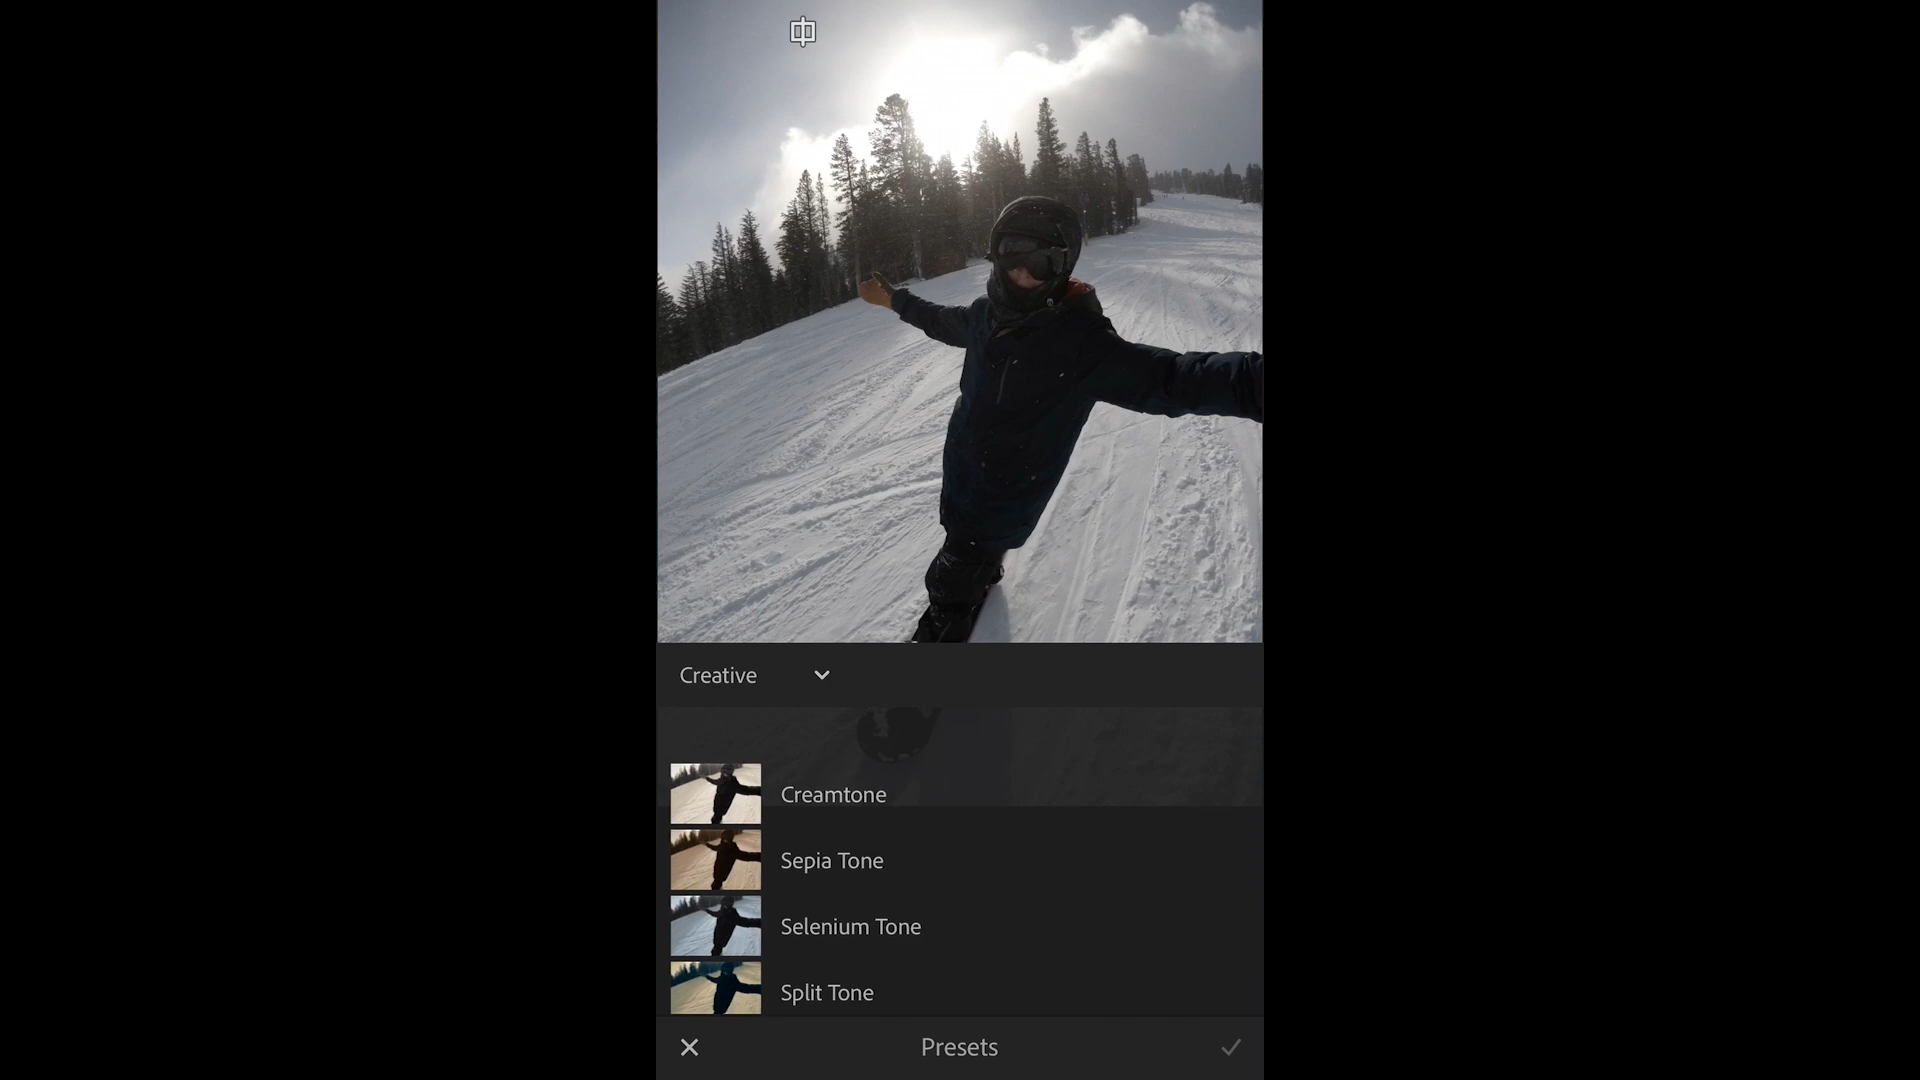 Creative
Creamtone
Sepia Tone
Selenium Tone
Split Tone
Presets